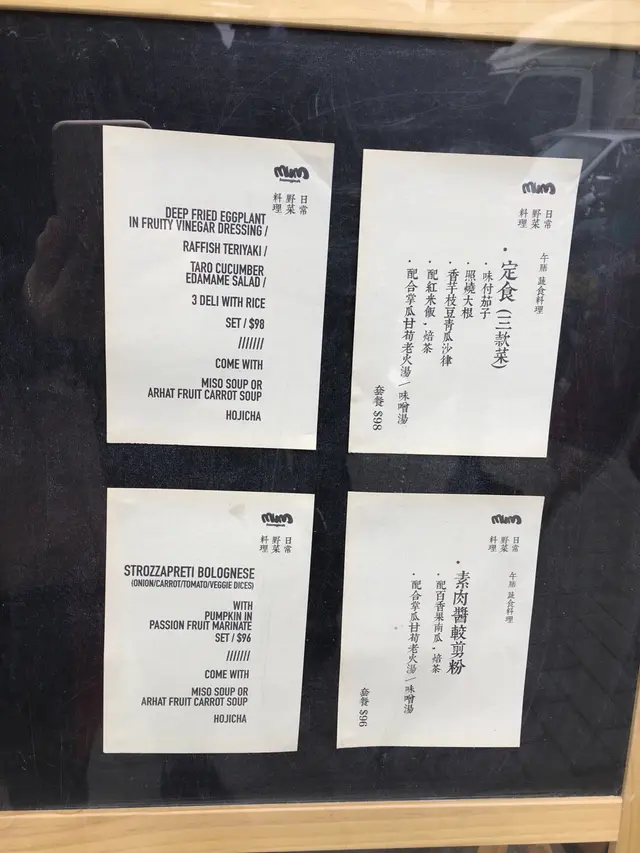 mum
日常
野菜
料理
DEEP FRIED EGGPLANT
IN FRUITY VINEGAR DRESSING /
RAFFISH TERIYAKI /
TARO CUCUMBER
EDAMAME SALAD /
3 DELI WITH RICE
SET / $98
///////
COME WITH
MISO SOUP OR
ARHAT FRUIT CARROT SOUP
HOJICHA
mum
日常
野菜
料理
午膳 蔬食料理
・定食(三款菜)
・味付茄子
・照燒大根
・香芋枝豆青瓜沙律
・配紅米飯，焙茶
・配合掌瓜甘荀老火湯/味噌湯
套餐 $98
mum
日常
野菜
料理
STROZZAPRETI BOLOGNESE
(ONION/CARROT/TOMATO/VEGGIE DICES)
WITH
PUMPKIN IN
PASSION FRUIT MARINATE
SET / $96
///////
COME WITH
MISO SOUP OR
ARHAT FRUIT CARROT SOUP
HOJICHA
mum
日常
野菜
料理
午膳 蔬食料理
・素肉醬較剪粉
・配百香果南瓜，焙茶
・配合掌瓜甘荀老火湯/味噌湯
套餐 $96